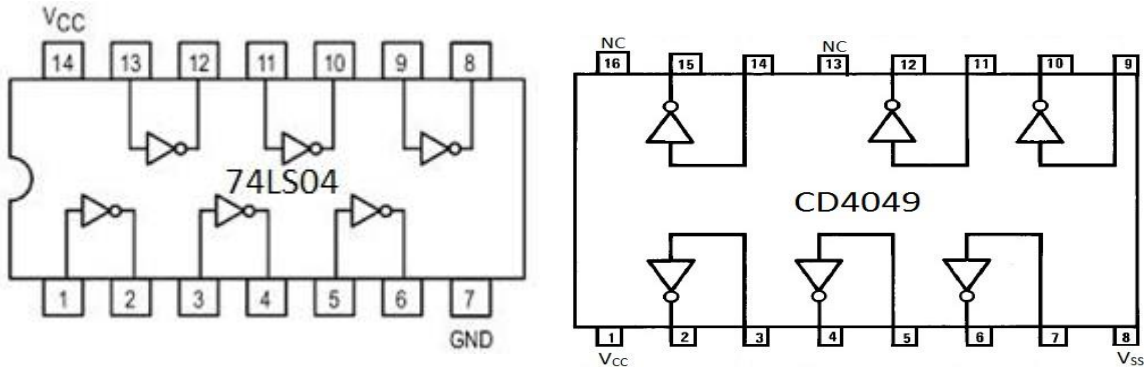 VCC
14 13 12 11 10 9 8
74LS04
1 2 3 4 5 6 7
GND
NC NC
16 15 14 13 12 11 10 9
CD4049
1 2 3 4 5 6 7 8
VCC VSS